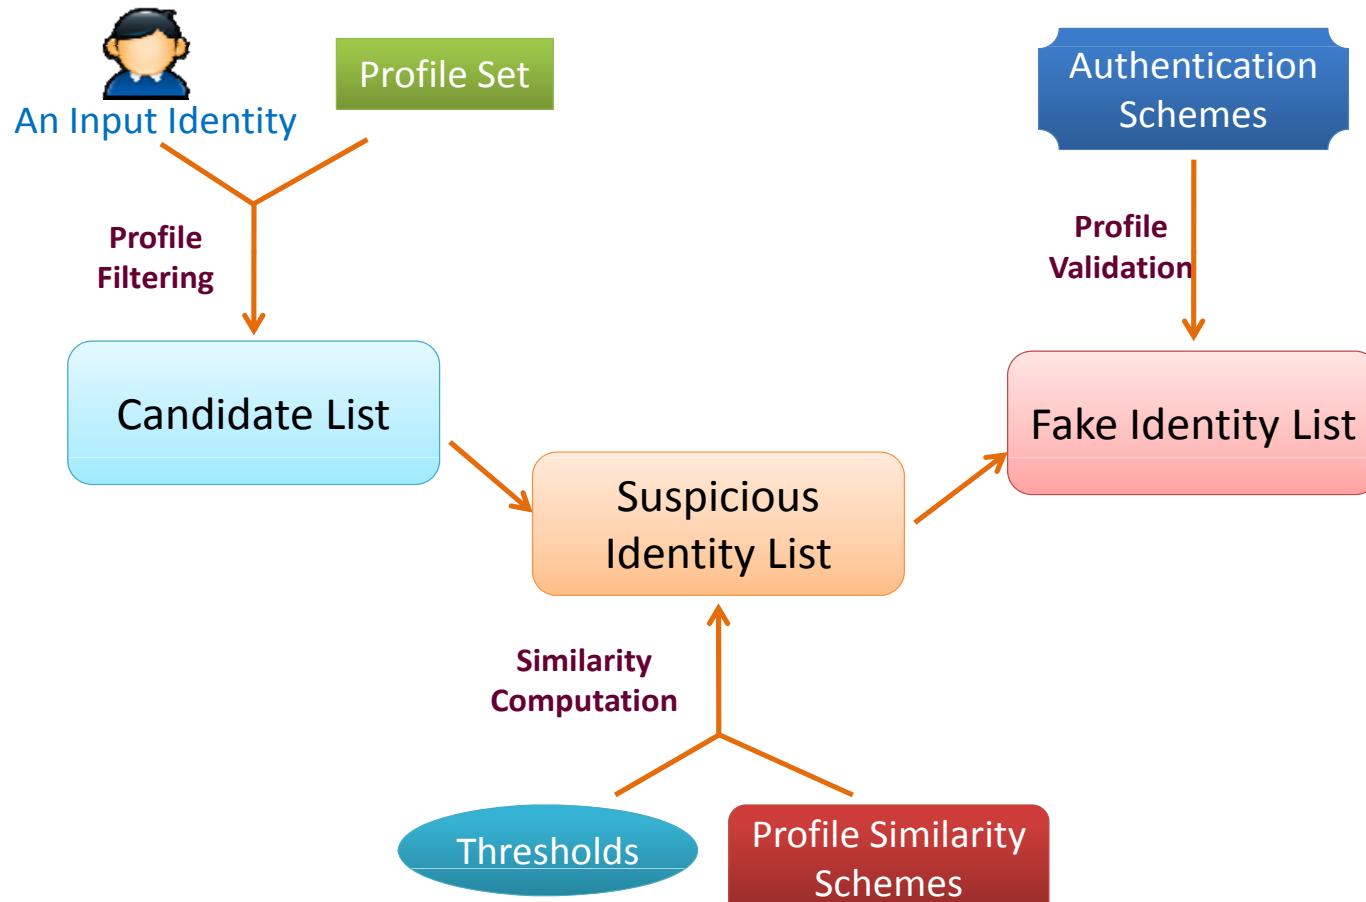 An Input Identity
Profile Set
Authentication
Schemes
Profile
Filtering
Profile
Validation
Candidate List
Fake Identity List
Suspicious
Identity List
Similarity
Computation
Thresholds
Profile Similarity
Schemes